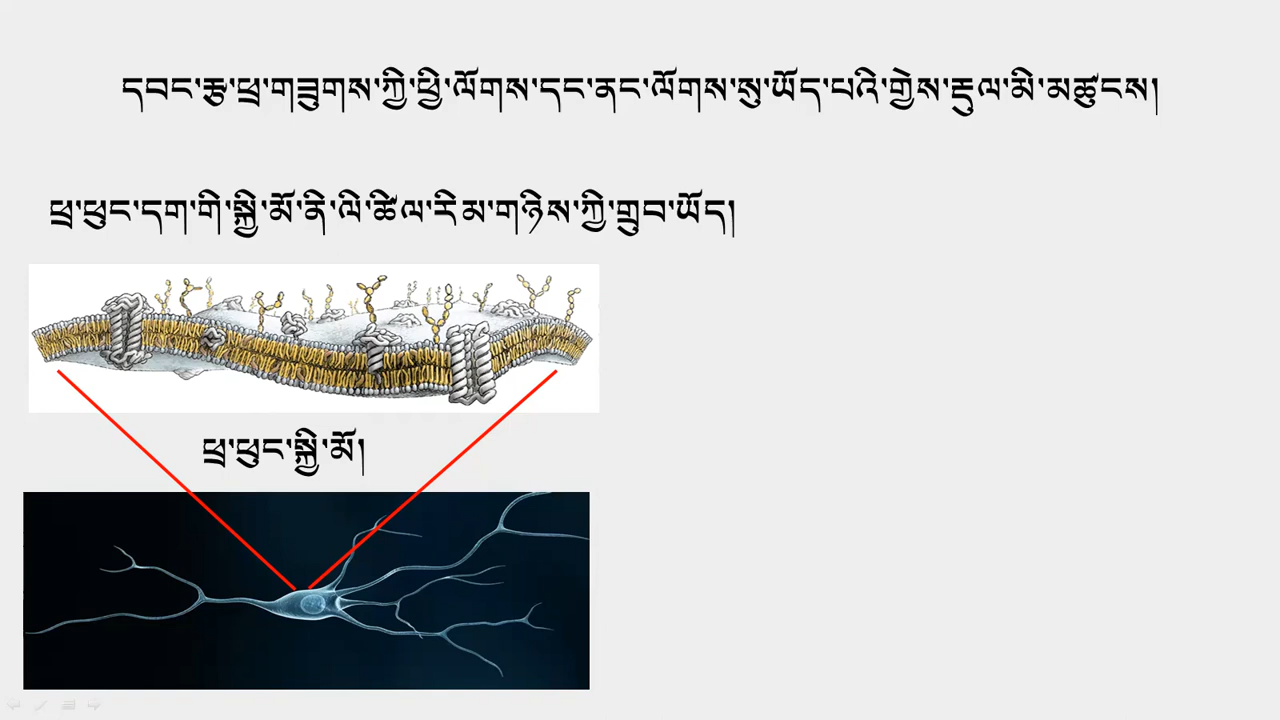 དབང་རྩ་ཕྲ་གཟུགས་ཀྱི་ཕྱི་ལོགས་དང་ནང་ལོགས་སུ་ཡོད་པའི་གྱེས་རྡུལ་མི་མཚུངས།
ཕྲ་ཕུང་དག་གི་སྐྱི་མོ་ནི་ལི་ཚིལ་རིམ་གཉིས་ཀྱི་གྲུབ་ཡོད།
ཕྲ་ཕུང་སྐྱི་མོ།